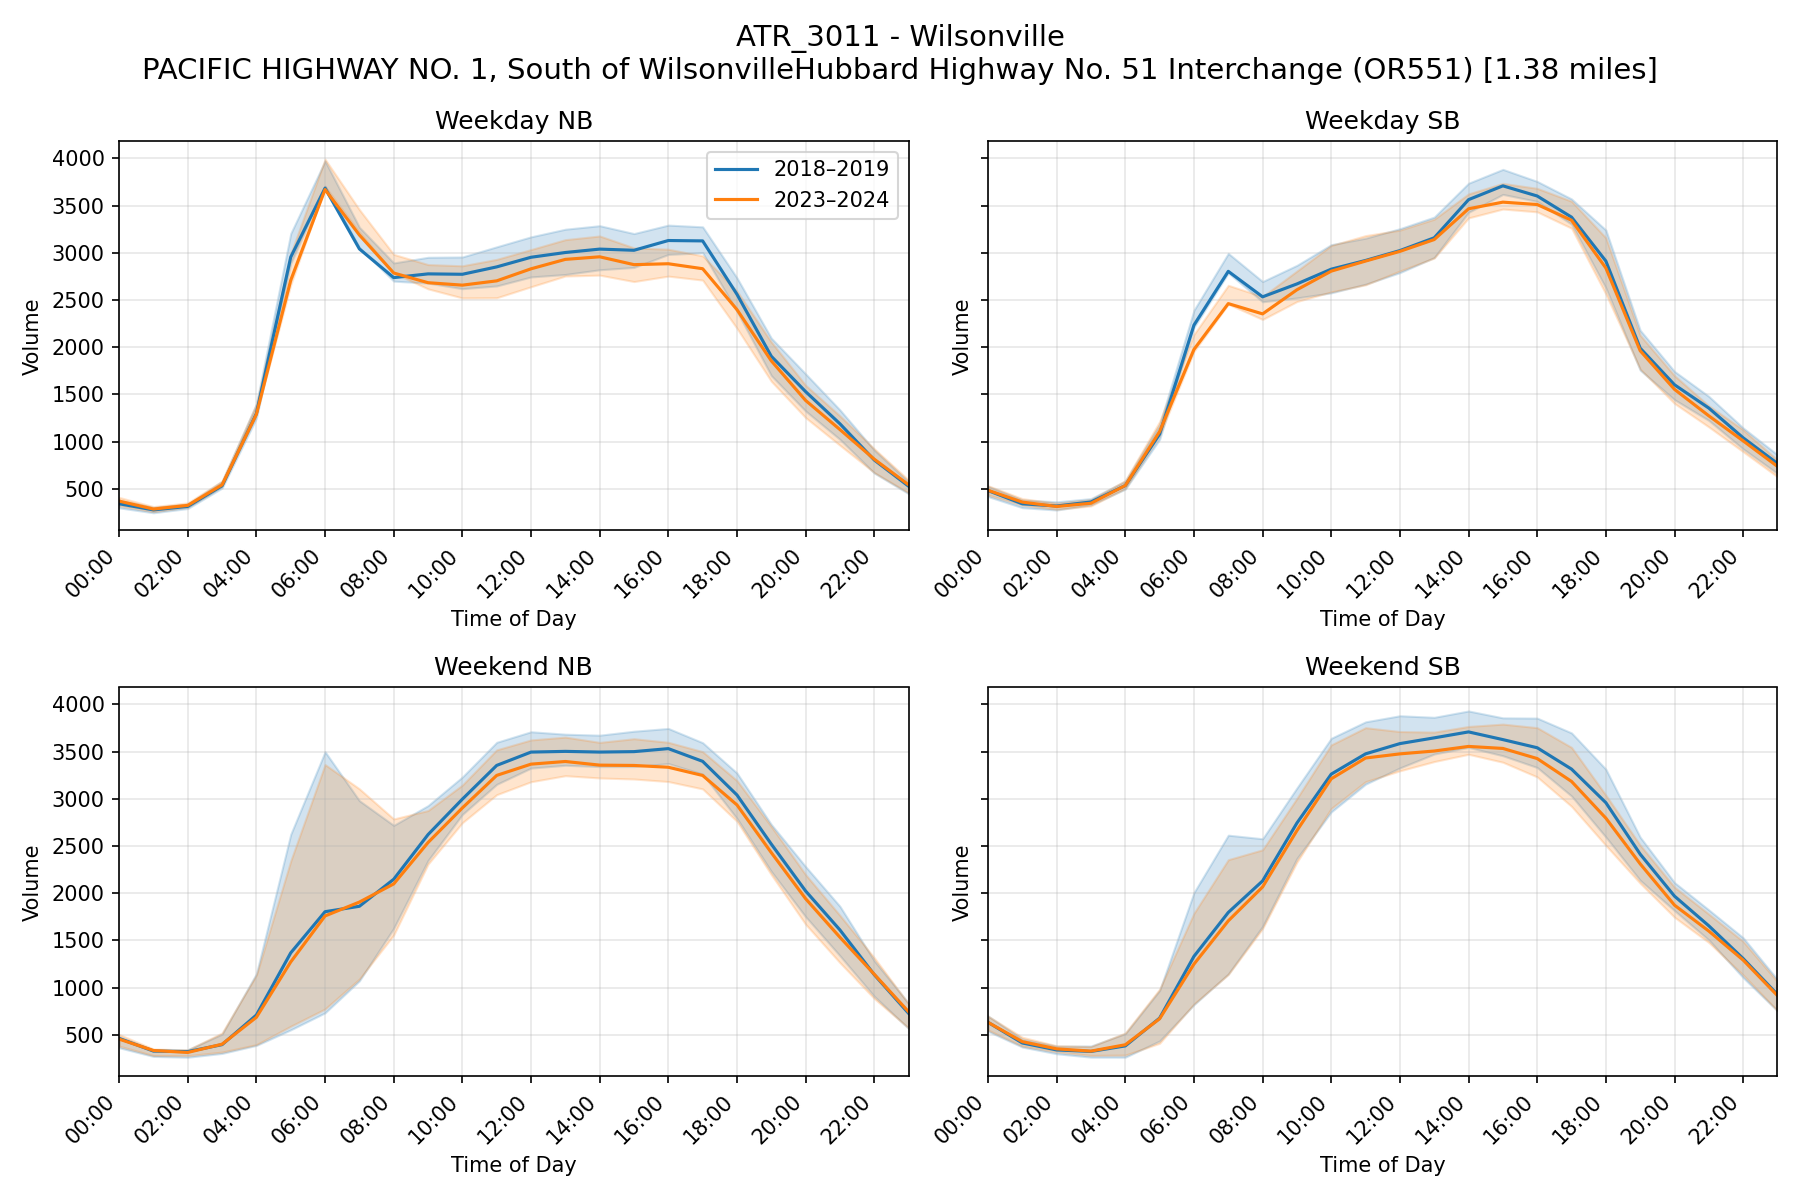 ATR_3011 - Wilsonville
PACIFIC HIGHWAY NO. 1, South of WilsonvilleHubbard Highway No. 51 Interchange (OR551) [1.38 miles]
Weekday NB
4000
3500
3000
2500
2000
1500
1000
500
Volume
2018–2019
2023–2024
00:00 02:00 04:00 06:00 08:00 10:00 12:00 14:00 16:00 18:00 20:00 22:00
Time of Day
Weekday SB
Volume
00:00 02:00 04:00 06:00 08:00 10:00 12:00 14:00 16:00 18:00 20:00 22:00
Time of Day
Weekend NB
4000
3500
3000
2500
2000
1500
1000
500
Volume
00:00 02:00 04:00 06:00 08:00 10:00 12:00 14:00 16:00 18:00 20:00 22:00
Time of Day
Weekend SB
Volume
00:00 02:00 04:00 06:00 08:00 10:00 12:00 14:00 16:00 18:00 20:00 22:00
Time of Day